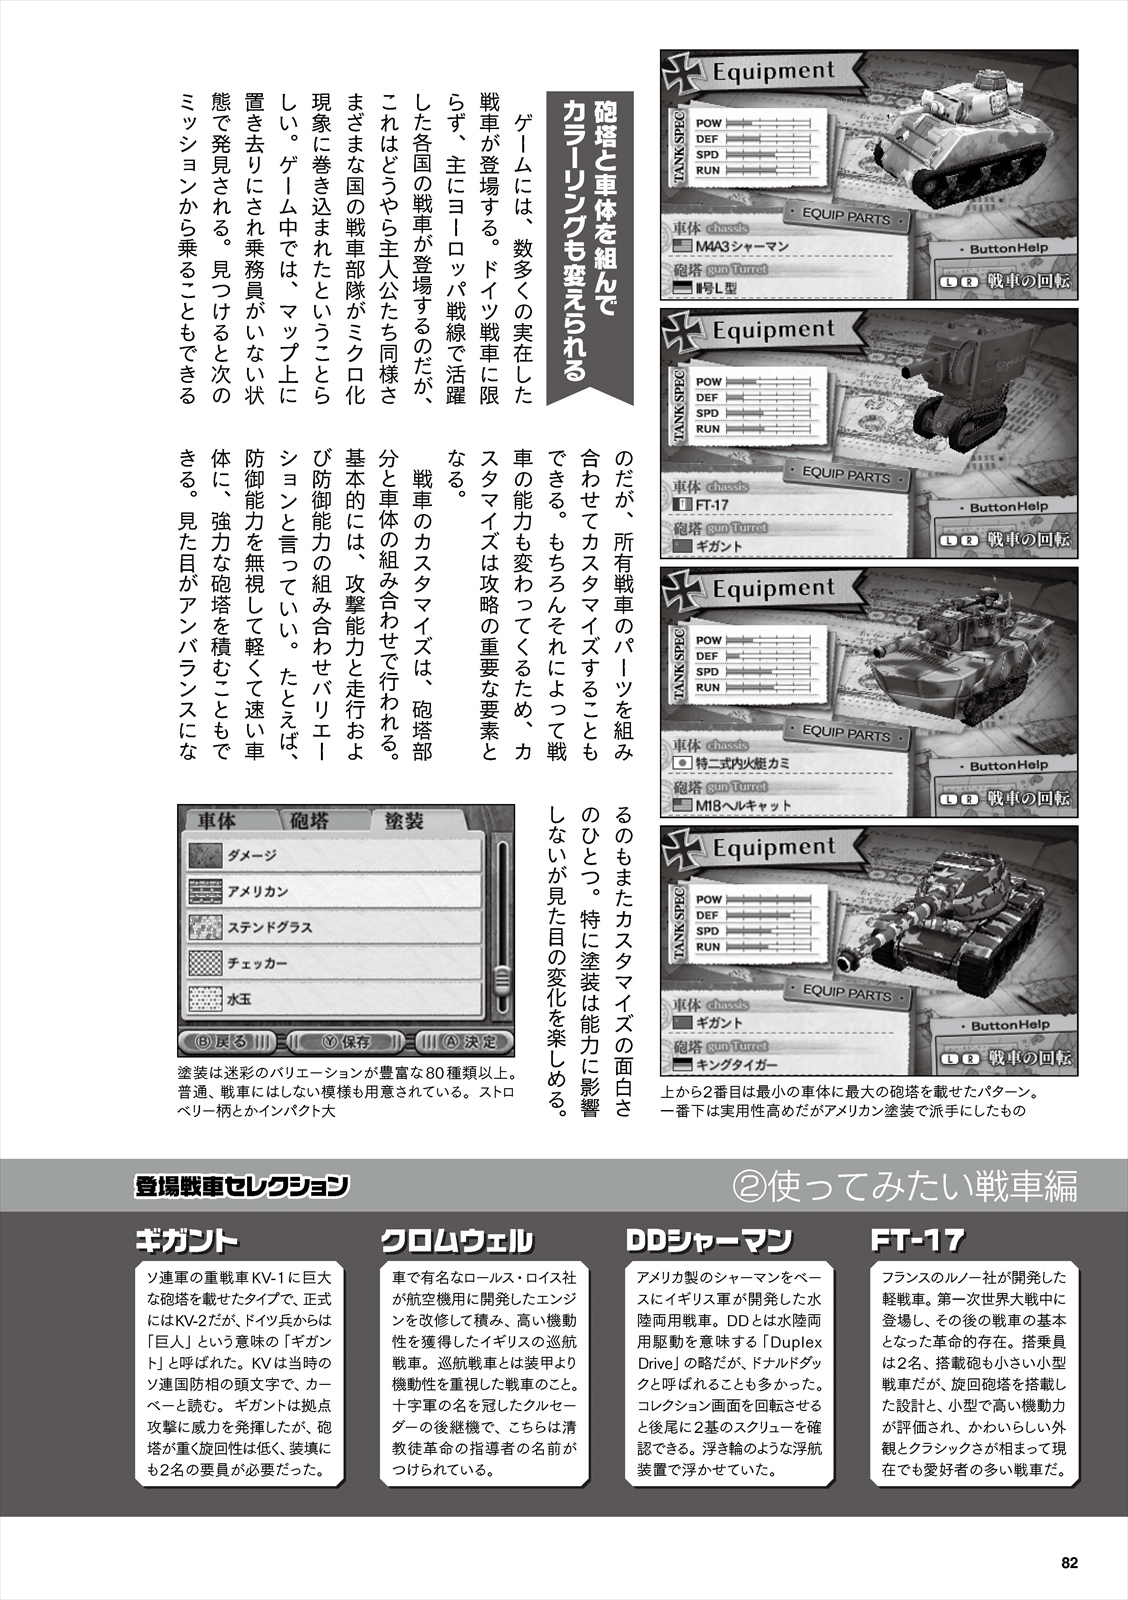 砲塔と車体を組んで
カラーリングも変えられる
ゲームには、数多くの実在した
戦車が登場する。ドイツ戦車に限
らず、主にヨーロッパ戦線で活躍
した各国の戦車が登場するのだが、
これはどうやら主人公たち同様さ
まざまな国の戦車部隊がミクロ化
現象に巻き込まれたということら
しい。ゲーム中では、マップ上に
置き去りにされ乗務員がいない状
態で発見される。見つけると次の
ミッションから乗ることもできる
のだが、所有戦車のパーツを組み
合わせてカスタマイズすることも
できる。もちろんそれによって戦
車の能力も変わってくるため、カ
スタマイズは攻略の重要な要素と
なる。
戦車のカスタマイズは、砲塔部
分と車体の組み合わせで行われる。
基本的には、攻撃能力と走行およ
び防御能力の組み合わせバリエー
ションと言っていい。たとえば、
防御能力を無視して軽くて速い車
体に、強力な砲塔を積むこともで
きる。見た目がアンバランスにな
るのもまたカスタマイズの面白さ
のひとつ。特に塗装は能力に影響
しないが見た目の変化を楽しめる。
Equipment
TANK SPEC
POW
DEF
SPD
RUN
EQUIP PARTS
車体 chassis
M4A3シャーマン
砲塔 gun Turret
Ⅱ号L型
・ButtonHelp
L R 戦車の回転
Equipment
TANK SPEC
POW
DEF
SPD
RUN
EQUIP PARTS
車体 chassis
FT-17
砲塔 gun Turret
ギガント
・ButtonHelp
L R 戦車の回転
Equipment
TANK SPEC
POW
DEF
SPD
RUN
EQUIP PARTS
車体 chassis
特二式内火艇カミ
砲塔 gun Turret
M18ヘルキャット
・ButtonHelp
L R 戦車の回転
Equipment
TANK SPEC
POW
DEF
SPD
RUN
EQUIP PARTS
車体 chassis
ギガント
砲塔 gun Turret
キングタイガー
・ButtonHelp
L R 戦車の回転
上から2番目は最小の車体に最大の砲塔を載せたパターン。
一番下は実用性高めだがアメリカン塗装で派手にしたもの
車体 砲塔 塗装
ダメージ
アメリカン
ステンドグラス
チェッカー
水玉
Ⓑ戻る Ⓨ保存 Ⓐ決定
塗装は迷彩のバリエーションが豊富な80種類以上。
普通、戦車にはしない模様も用意されている。ストロ
ベリー柄とかインパクト大
登場戦車セレクション
②使ってみたい戦車編
ギガント
ソ連軍の重戦車KV-1に巨大
な砲塔を載せたタイプで、正式
にはKV-2だが、ドイツ兵からは
「巨人」という意味の「ギガン
ト」と呼ばれた。KVは当時の
ソ連国防相の頭文字で、カー
ベーと読む。ギガントは拠点
攻撃に威力を発揮したが、砲
塔が重く旋回性は低く、装填に
も2名の要員が必要だった。
クロムウェル
車で有名なロールス・ロイス社
が航空機用に開発したエンジ
ンを改修して積み、高い機動
性を獲得したイギリスの巡航
戦車。巡航戦車とは装甲より
機動性を重視した戦車のこと。
十字軍の名を冠したクルセー
ダーの後継機で、こちらは清
教徒革命の指導者の名前が
つけられている。
DDシャーマン
アメリカ製のシャーマンをベー
スにイギリス軍が開発した水
陸両用戦車。DDとは水陸両
用駆動を意味する「Duplex
Drive」の略だが、ドナルドダッ
クと呼ばれることも多かった。
コレクション画面を回転させる
と後尾に2基のスクリューを確
認できる。浮き輪のような浮航
装置で浮かせていた。
FT-17
フランスのルノー社が開発した
軽戦車。第一次世界大戦中に
登場し、その後の戦車の基本
となった革命的存在。搭乗員
は2名、搭載砲も小さい小型
戦車だが、旋回砲塔を搭載し
た設計と、小型で高い機動力
が評価され、かわいらしい外
観とクラシックさが相まって現
在でも愛好者の多い戦車だ。
82